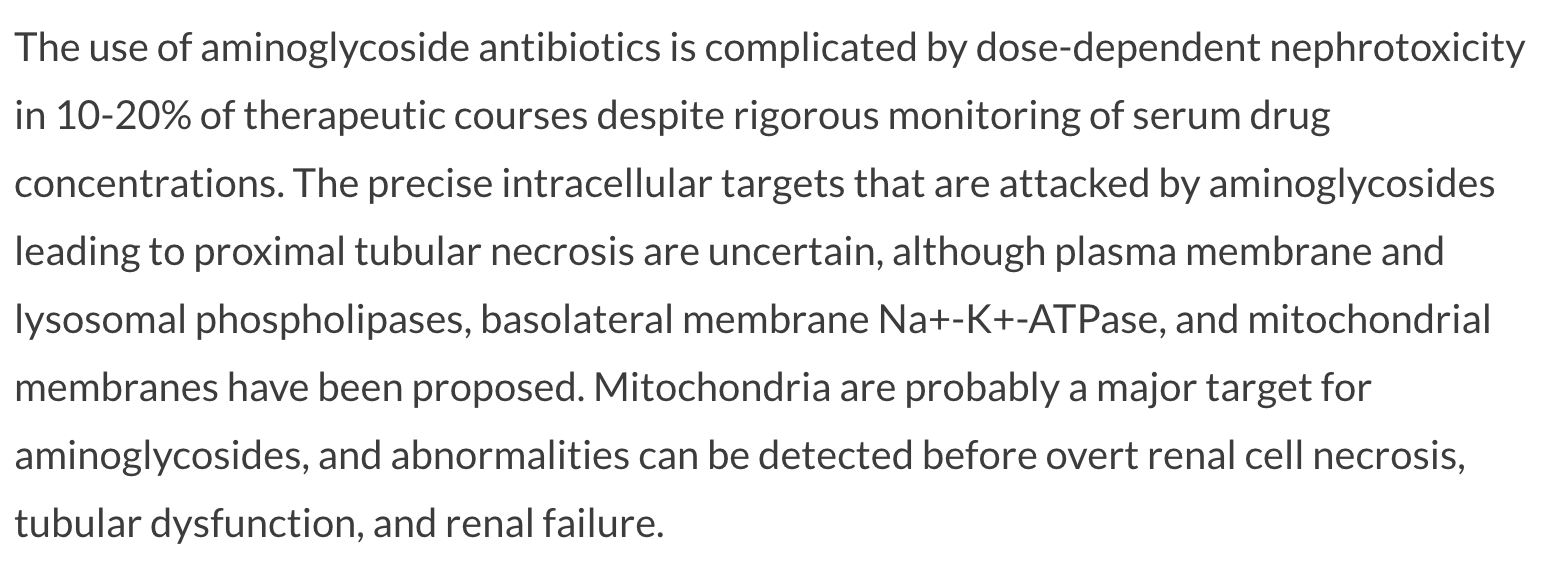 The use of aminoglycoside antibiotics is complicated by dose-dependent nephrotoxicity
in 10-20% of therapeutic courses despite rigorous monitoring of serum drug
concentrations. The precise intracellular targets that are attacked by aminoglycosides
leading to proximal tubular necrosis are uncertain, although plasma membrane and
lysosomal phospholipases, basolateral membrane Na+-K+-ATPase, and mitochondrial
membranes have been proposed. Mitochondria are probably a major target for
aminoglycosides, and abnormalities can be detected before overt renal cell necrosis,
tubular dysfunction, and renal failure.